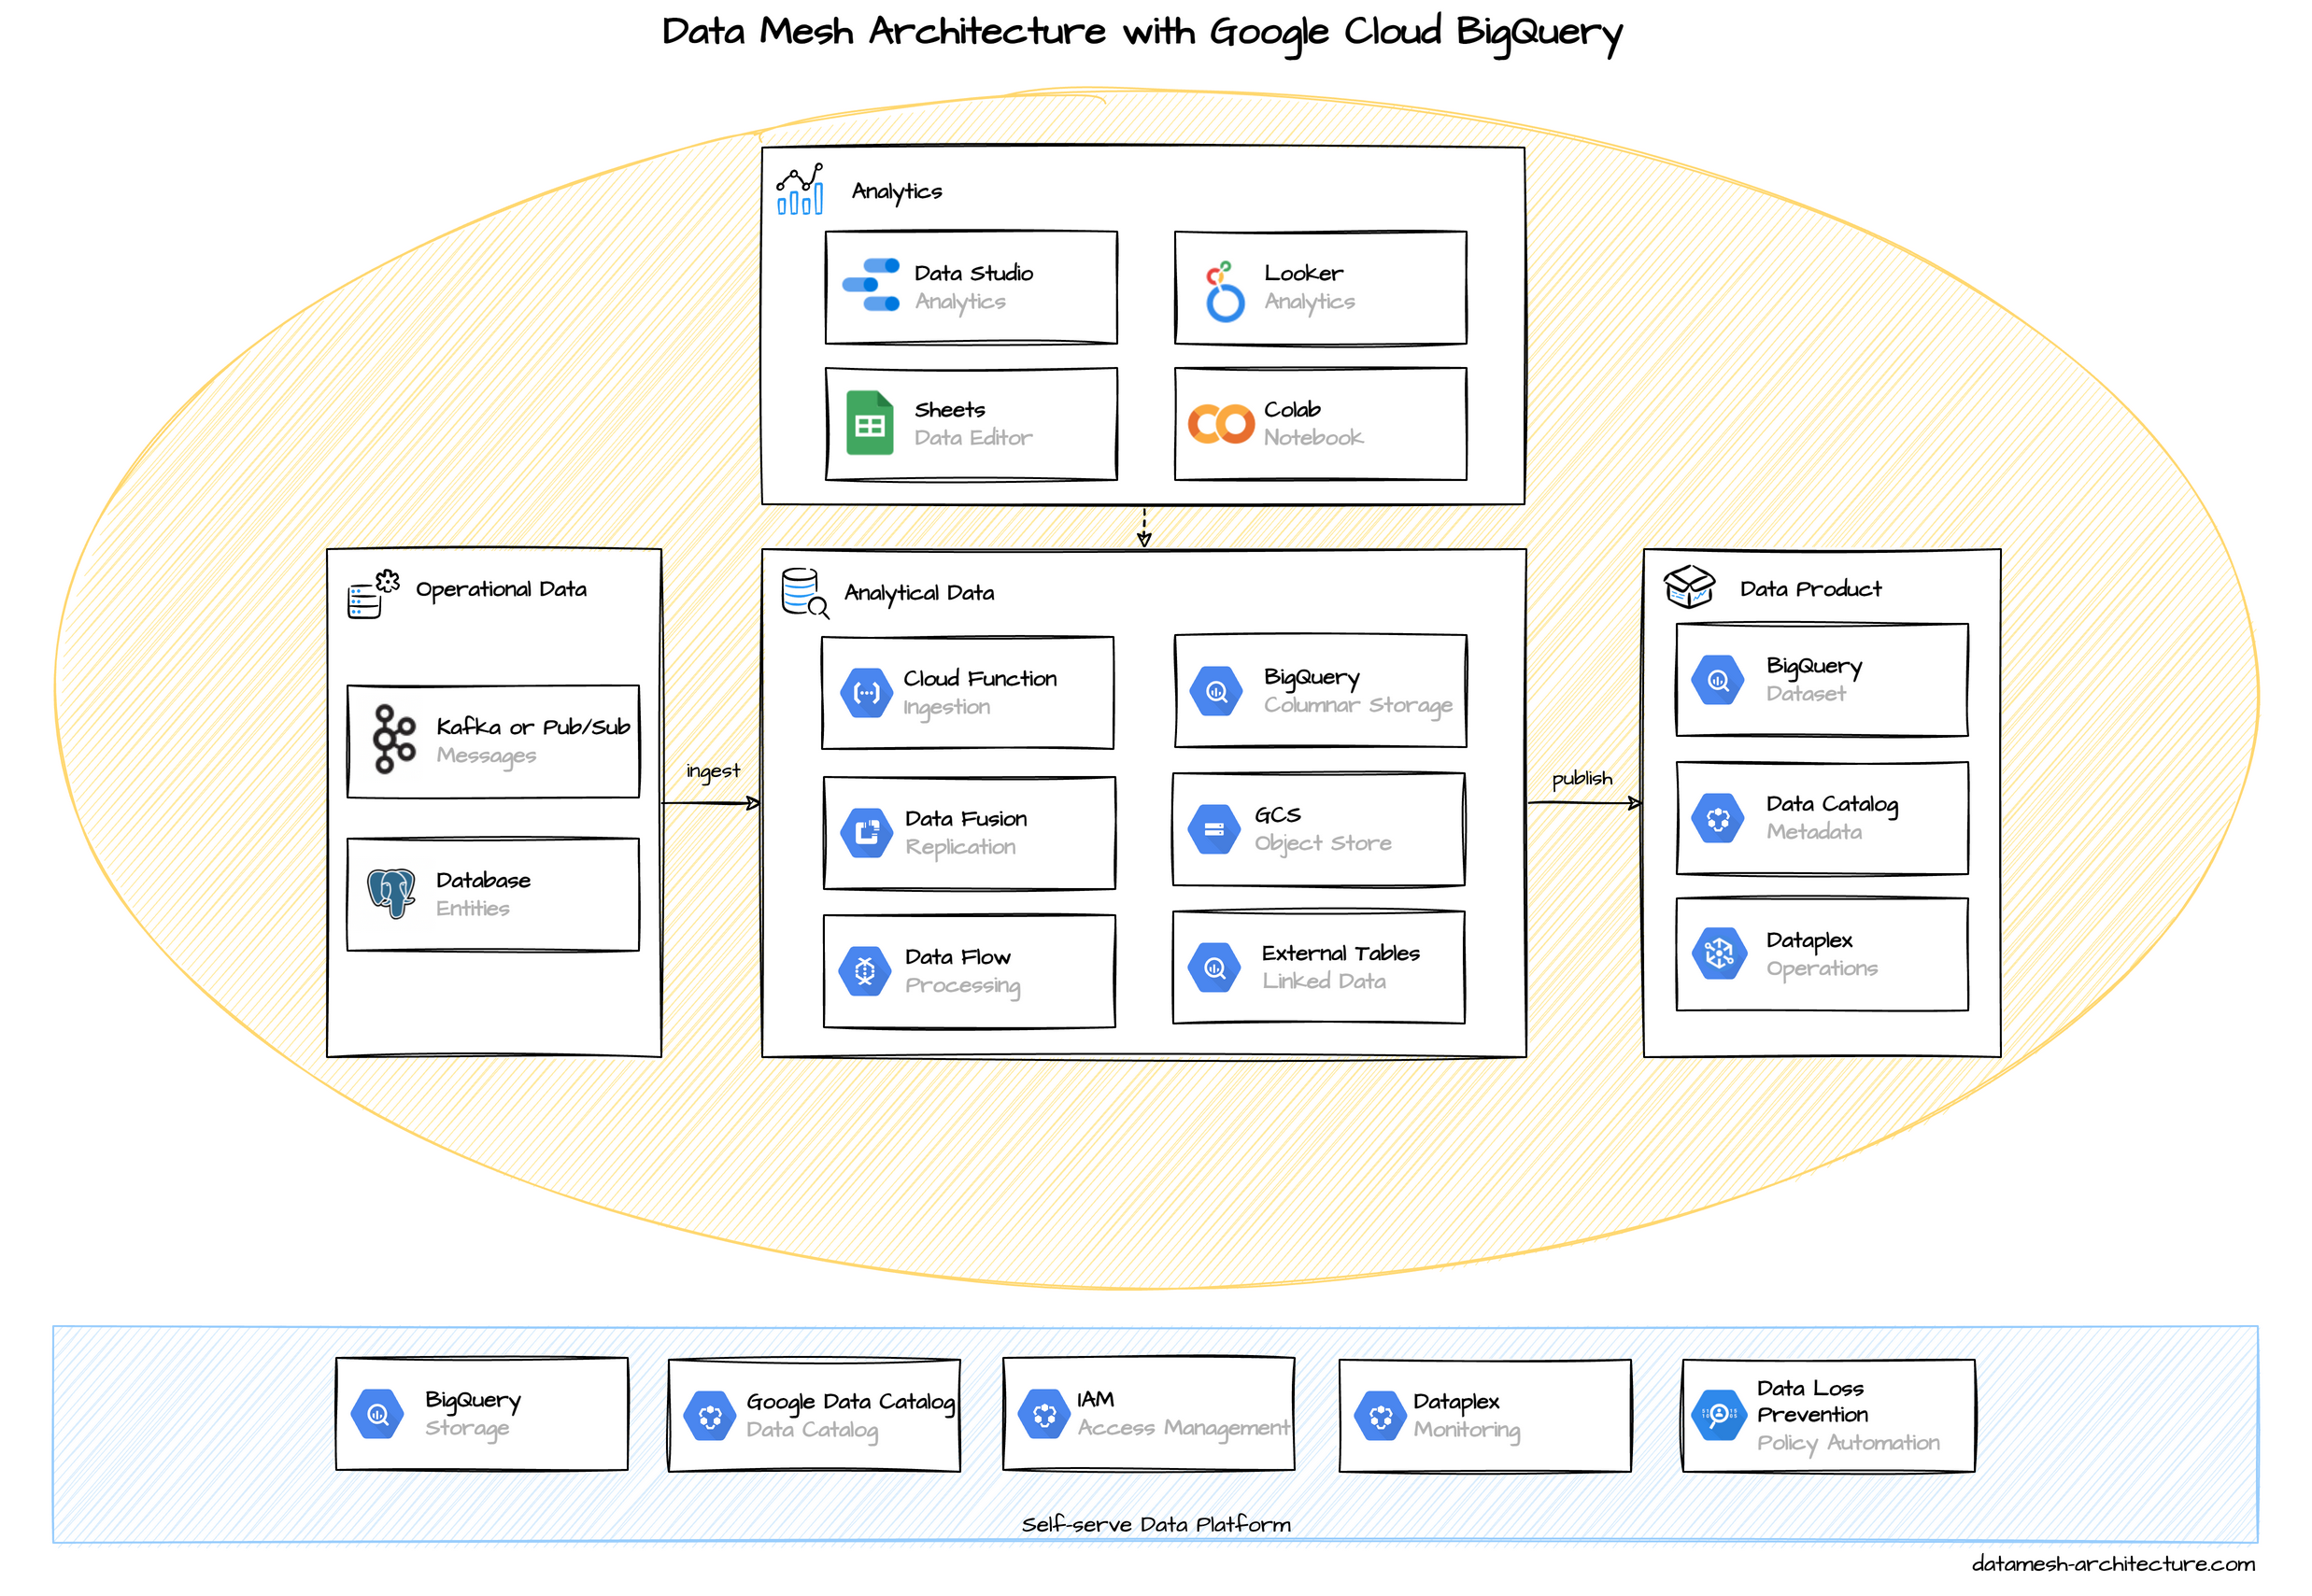 Data Mesh Architecture with Google Cloud BigQuery
Analytics
Data Studio
Analytics
Looker
Analytics
Sheets
Data Editor
Colab
Notebook
Operational Data
Kafka or Pub/Sub
Messages
Database
Entities
ingest
Analytical Data
Cloud Function
Ingestion
BigQuery
Columnar Storage
Data Fusion
Replication
GCS
Object Store
Data Flow
Processing
External Tables
Linked Data
publish
Data Product
BigQuery
Dataset
Data Catalog
Metadata
Dataplex
Operations
BigQuery
Storage
Google Data Catalog
Data Catalog
IAM
Access Management
Dataplex
Monitoring
Data Loss
Prevention
Policy Automation
Self-serve Data Platform
datamesh-architecture.com